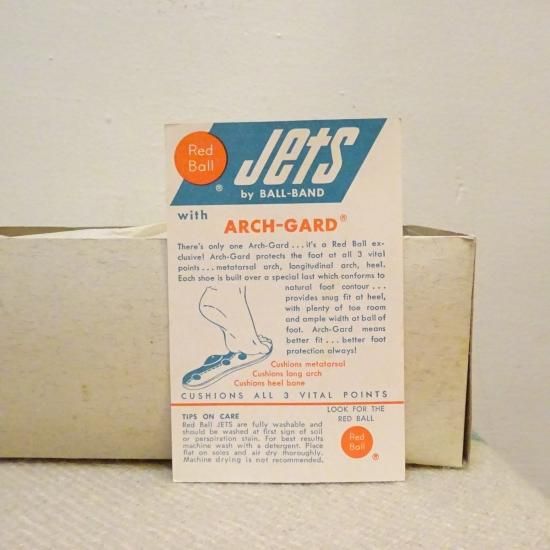 Red
Ball
®
Jets
by BALL-BAND
with
ARCH-GARD®
There's only one Arch-Gard... it's a Red Ball ex-
clusive! Arch-Gard protects the foot at all 3 vital
points... metatarsal arch, longitudinal arch, heel.
Each shoe is built over a special last which conforms to
natural foot contour...
provides snug fit at heel,
with plenty of toe room
and ample width at ball of
foot. Arch-Gard means
better fit... better foot
protection always!
Cushions metatarsal
Cushions long arch
Cushions heel bone
CUSHIONS ALL 3 VITAL POINTS
TIPS ON CARE
Red Ball JETS are fully washable and
should be washed at first sign of soil
or perspiration stain. For best results
machine wash with a detergent. Place
flat on soles and air dry thoroughly.
Machine drying is not recommended.
LOOK FOR THE
RED BALL
Red
Ball
®